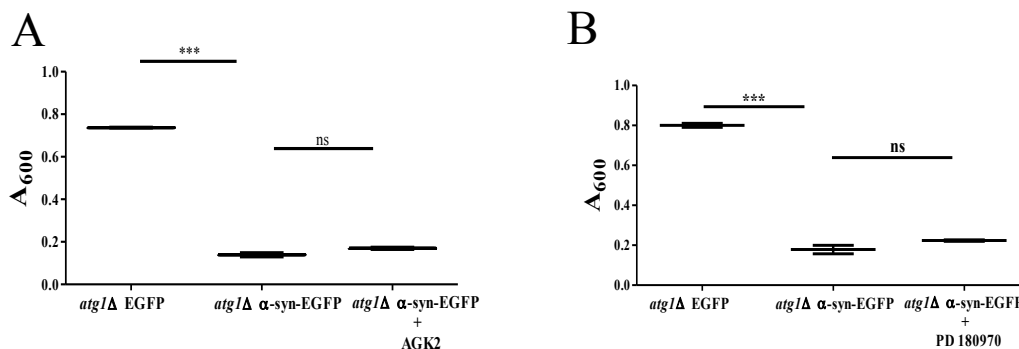 A
***
1.0
ns
0.8
0.6
A600
0.4
0.2
0.0
atg1Δ EGFP
atg1Δ α-syn-EGFP
atg1Δ α-syn-EGFP
+
AGK2
B
***
1.0
ns
0.8
0.6
A600
0.4
0.2
0.0
atg1Δ EGFP
atg1Δ α-syn-EGFP
atg1Δ α-syn-EGFP
+
PD 180970